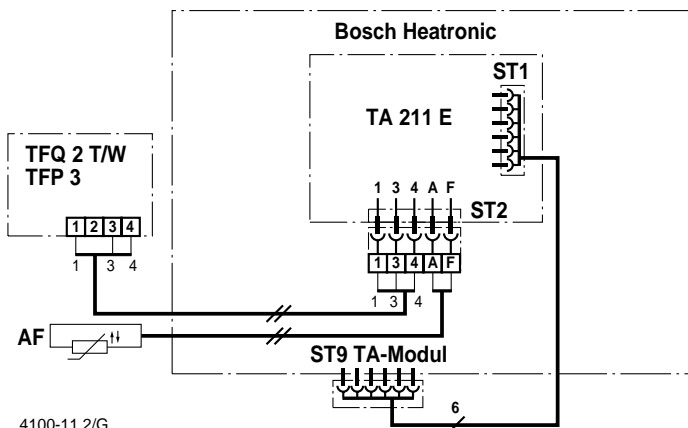 Bosch Heatronic
ST1
TA 211 E
TFQ 2 T/W
TFP 3
1 3 4 A F
ST2
1 2 3 4
1 3 4
1 3 4 A F
1 3 4
AF
ST9 TA-Modul
6
4100-11.2/G